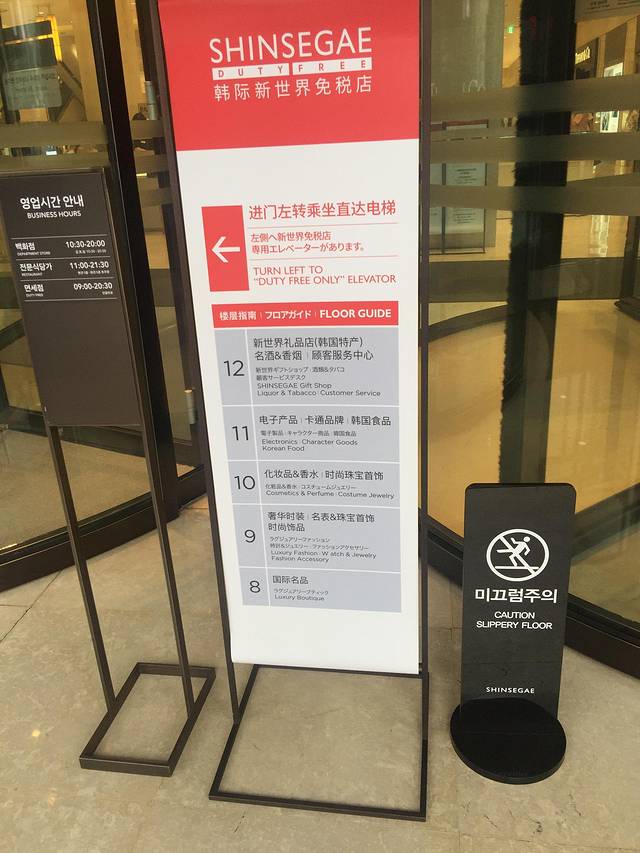 영업시간 안내
BUSINESS HOURS
백화점 10:30-20:00
DEPARTMENT STORE
전문식당가 11:00-21:30
RESTAURANT
면세점 09:00-20:30
DUTY FREE
SHINSEGAE
DUTY FREE
韩际新世界免税店
进门左转乘坐直达电梯
左側へ新世界免税店
専用エレベーターがあります。
TURN LEFT TO
"DUTY FREE ONLY" ELEVATOR
楼层指南 | フロアガイド | FLOOR GUIDE
12
新世界礼品店(韩国特产)
名酒&香烟 | 顾客服务中心
新世界ギフトショップ | 酒類&タバコ
顧客サービスデスク
SHINSEGAE Gift Shop
Liquor & Tobacco | Customer Service
11
电子产品 | 卡通品牌 | 韩国食品
電子製品 | キャラクター商品 | 韓国食品
Electronics | Character Goods
Korean Food
10
化妆品&香水 | 时尚珠宝首饰
化粧品&香水 | コスチュームジュエリー
Cosmetics & Perfume | Costume Jewelry
9
奢华时装 | 名表&珠宝首饰
时尚饰品
ラグジュアリーファッション
時計&ジュエリー | ファッションアクセサリー
Luxury Fashion | Watch & Jewelry
Fashion Accessory
8
国际名品
ラグジュアリーブティック
Luxury Boutique
미끄럼주의
CAUTION
SLIPPERY FLOOR
SHINSEGAE